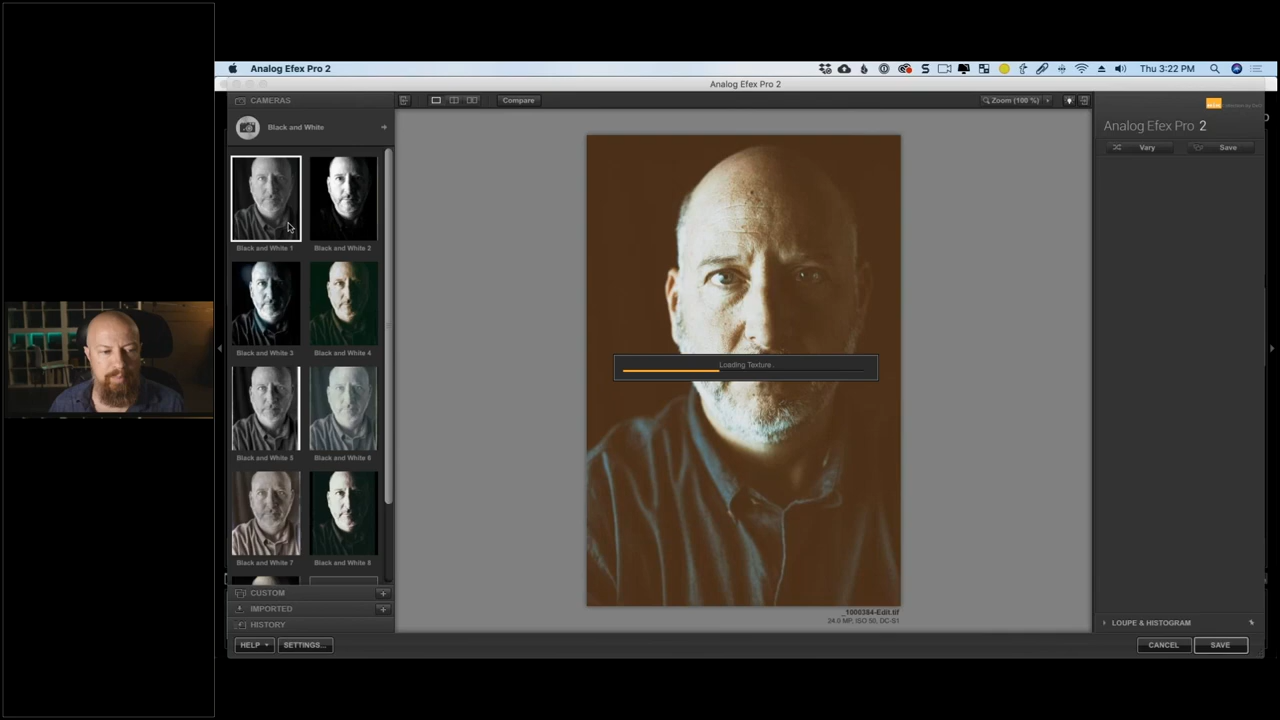 Analog Efex Pro 2
Thu 3:22 PM
Analog Efex Pro 2
CAMERAS
Compare
Zoom (100 %)
Black and White
Analog Efex Pro 2
Vary
Save
Black and White 1
Black and White 2
Black and White 3
Black and White 4
Black and White 5
Black and White 6
Black and White 7
Black and White 8
Loading Texture..
CUSTOM
IMPORTED
HISTORY
_1000384-Edit.tif
24.0 MP, ISO 50, DC-S1
LOUPE & HISTOGRAM
HELP
SETTINGS...
CANCEL
SAVE